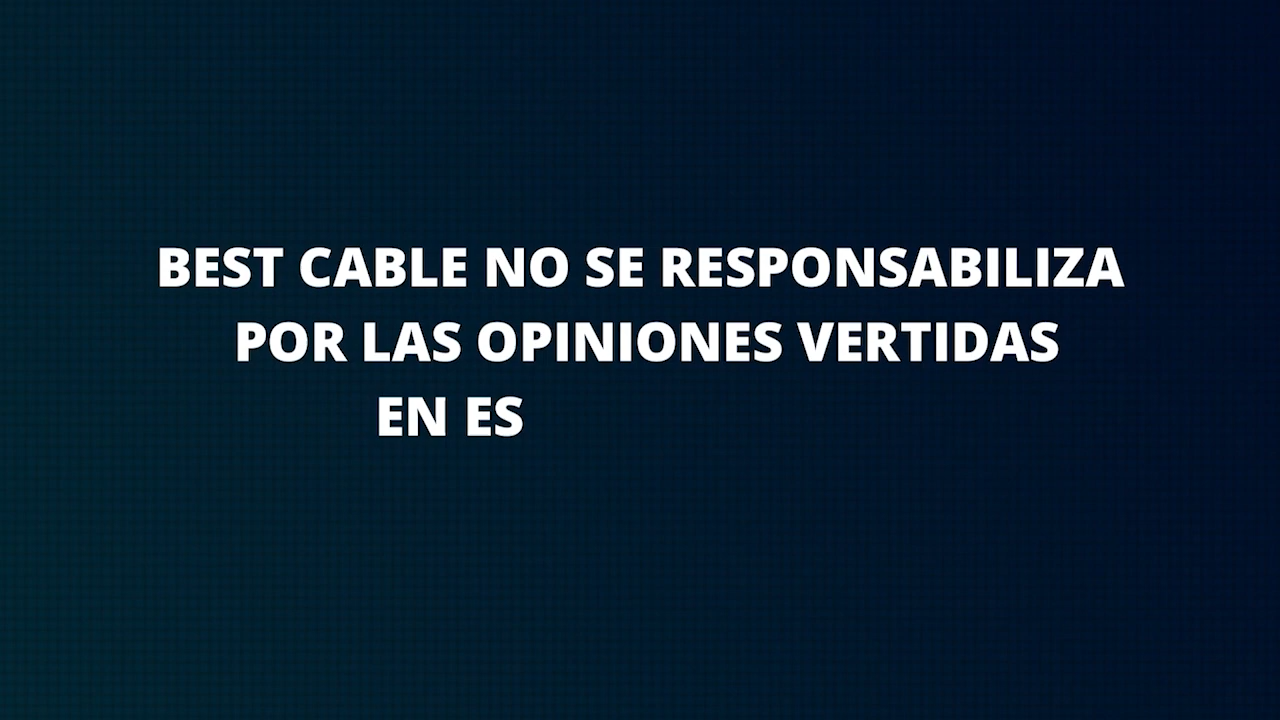 BEST CABLE NO SE RESPONSABILIZA
POR LAS OPINIONES VERTIDAS
EN ES